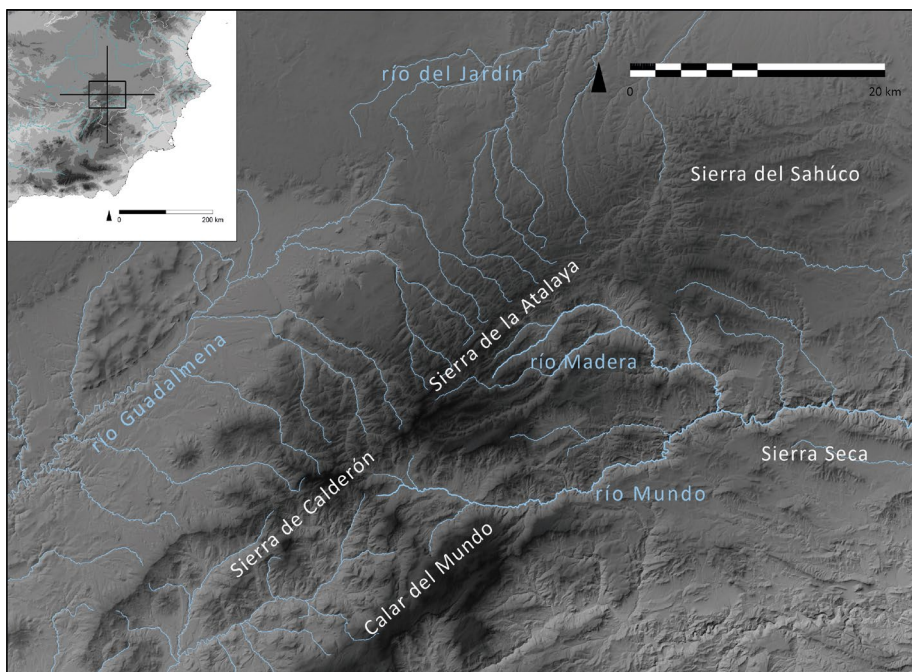 río del Jardín
0
20 km
Sierra del Sahúco
0
200 km
Sierra de la Atalaya
río Madera
río Guadalmena
Sierra Seca
río Mundo
Sierra de Calderón
Calar del Mundo